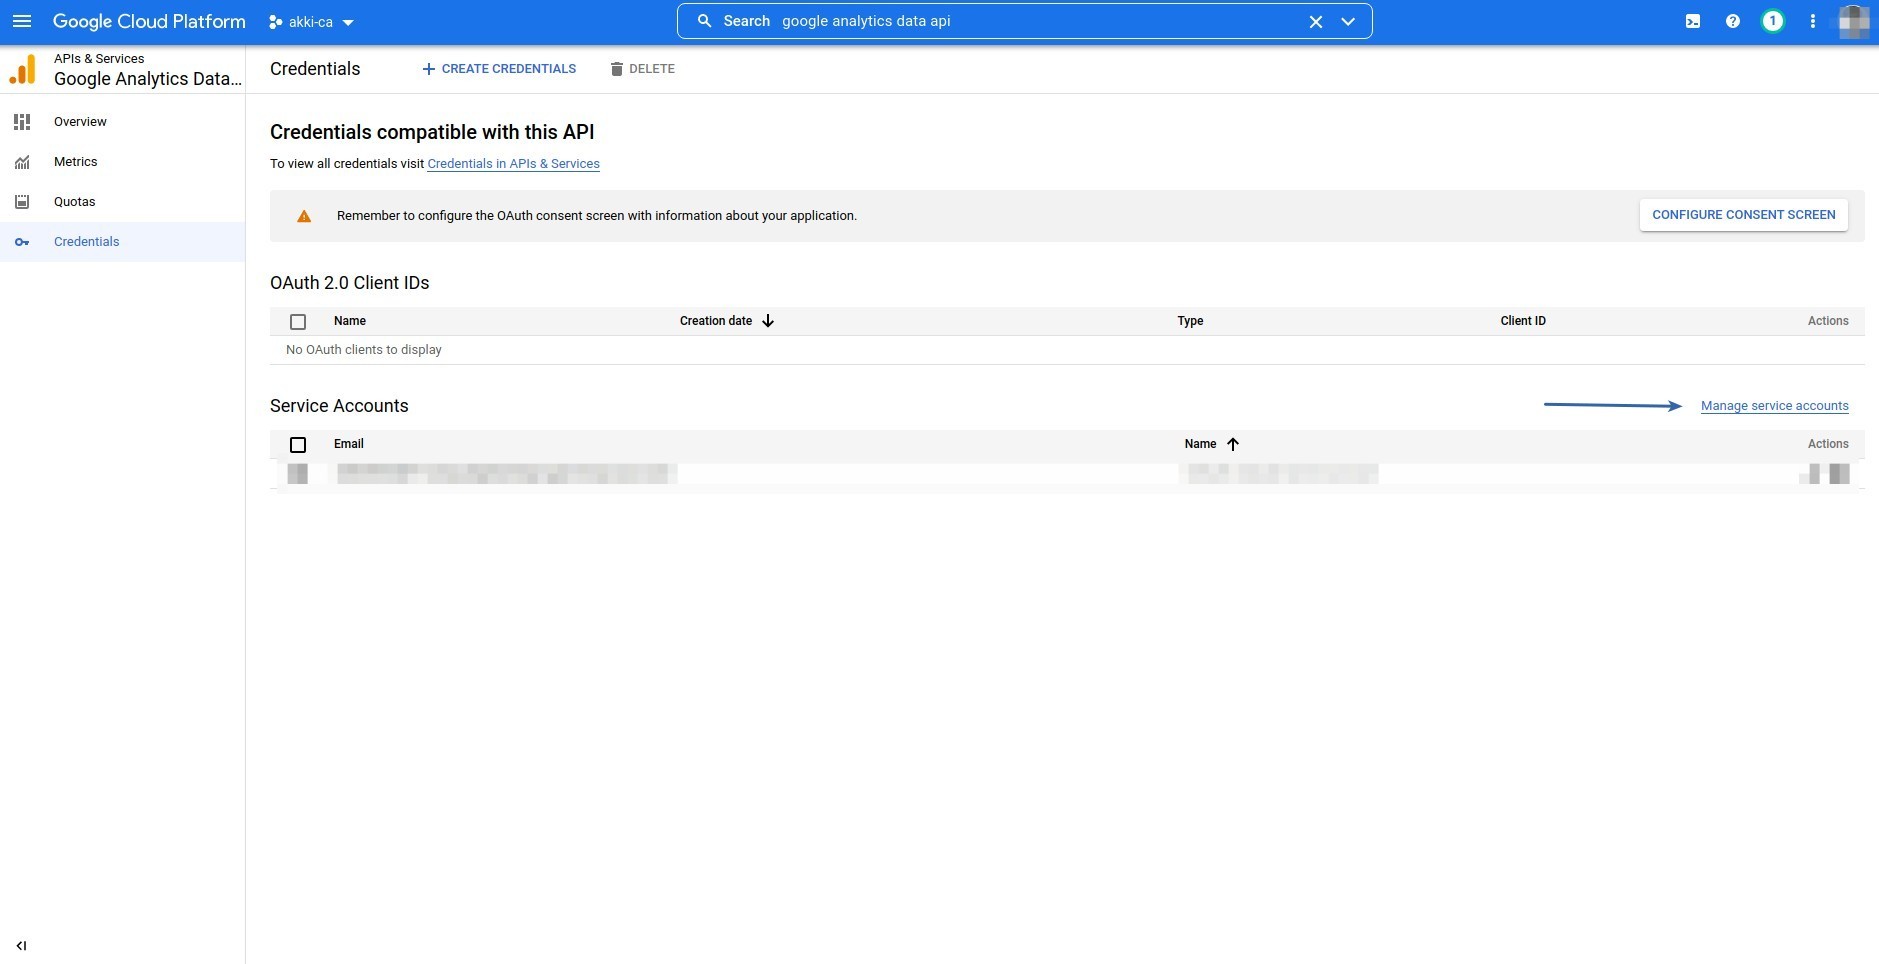 Google Cloud Platform
akki-ca
Search google analytics data api
1
APIs & Services
Google Analytics Data...
Credentials
CREATE CREDENTIALS
DELETE
Overview
Metrics
Quotas
Credentials
Credentials compatible with this API
To view all credentials visit Credentials in APIs & Services
Remember to configure the OAuth consent screen with information about your application.
CONFIGURE CONSENT SCREEN
OAuth 2.0 Client IDs
Name Creation date Type Client ID Actions
No OAuth clients to display
Service Accounts
Manage service accounts
Email Name Actions